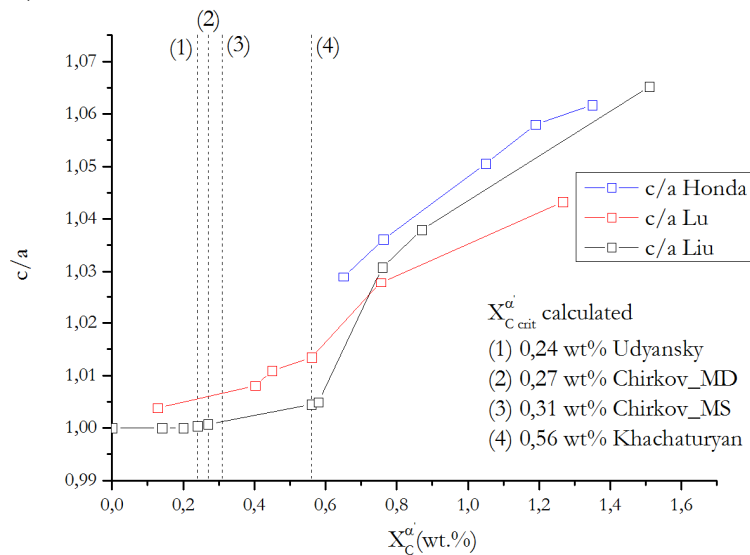 (2)
(1) (3) (4)
1,07
1,06
1,05
1,04
1,03
1,02
1,01
1,00
0,99
c/a
c/a Honda
c/a Lu
c/a Liu
X_C crit^α' calculated
(1) 0,24 wt% Udyansky
(2) 0,27 wt% Chirkov_MD
(3) 0,31 wt% Chirkov_MS
(4) 0,56 wt% Khachaturyan
0,0 0,2 0,4 0,6 0,8 1,0 1,2 1,4 1,6
X_C^α'(wt.%)